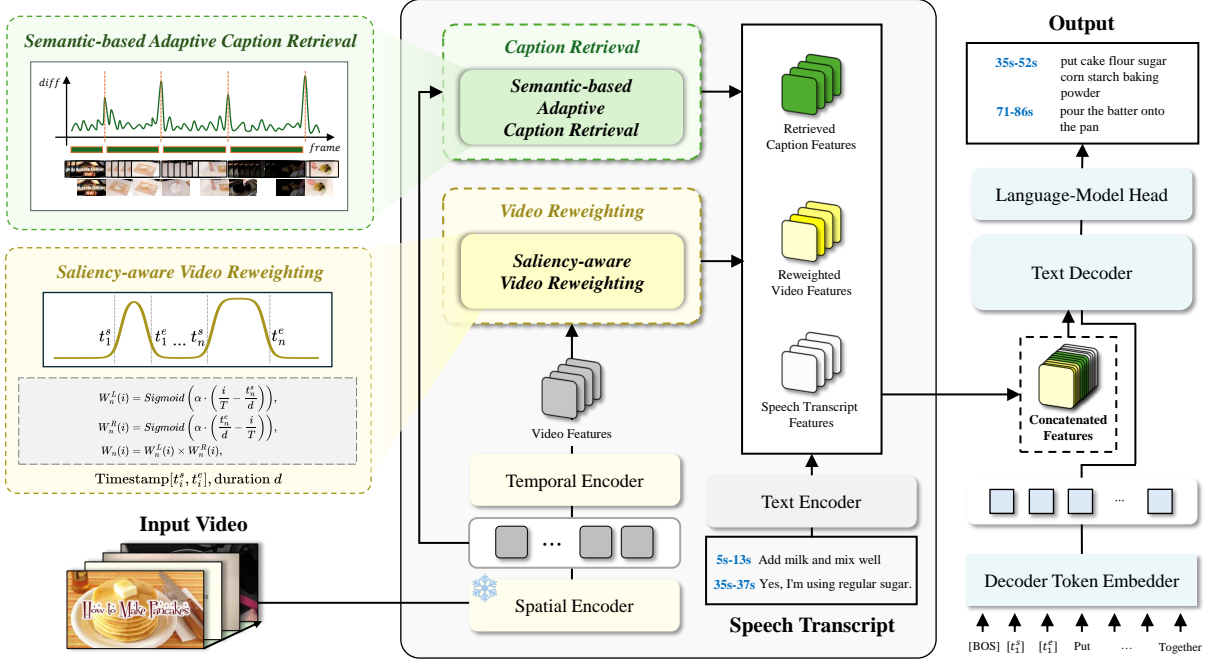 Semantic-based Adaptive Caption Retrieval
diff
frame
Saliency-aware Video Reweighting
t_1^s t_1^e ... t_n^s t_n^e
W_n^L(i) = Sigmoid(α · (i/T − t_n^s/d)),
W_n^R(i) = Sigmoid(α · (t_n^e/d − i/T)),
W_n(i) = W_n^L(i) × W_n^R(i),
Timestamp[t_i^s, t_i^e], duration d
Input Video
How to Make Pancakes
Caption Retrieval
Semantic-based
Adaptive
Caption Retrieval
Video Reweighting
Saliency-aware
Video Reweighting
Video Features
Temporal Encoder
...
Spatial Encoder
Retrieved
Caption Features
Reweighted
Video Features
Speech Transcript
Features
Text Encoder
5s-13s Add milk and mix well
35s-37s Yes, I'm using regular sugar.
Speech Transcript
Output
35s-52s put cake flour sugar
corn starch baking
powder
71-86s pour the batter onto
the pan
Language-Model Head
Text Decoder
Concatenated
Features
...
Decoder Token Embedder
[BOS] [t_1^s] [t_1^e] Put ... Together